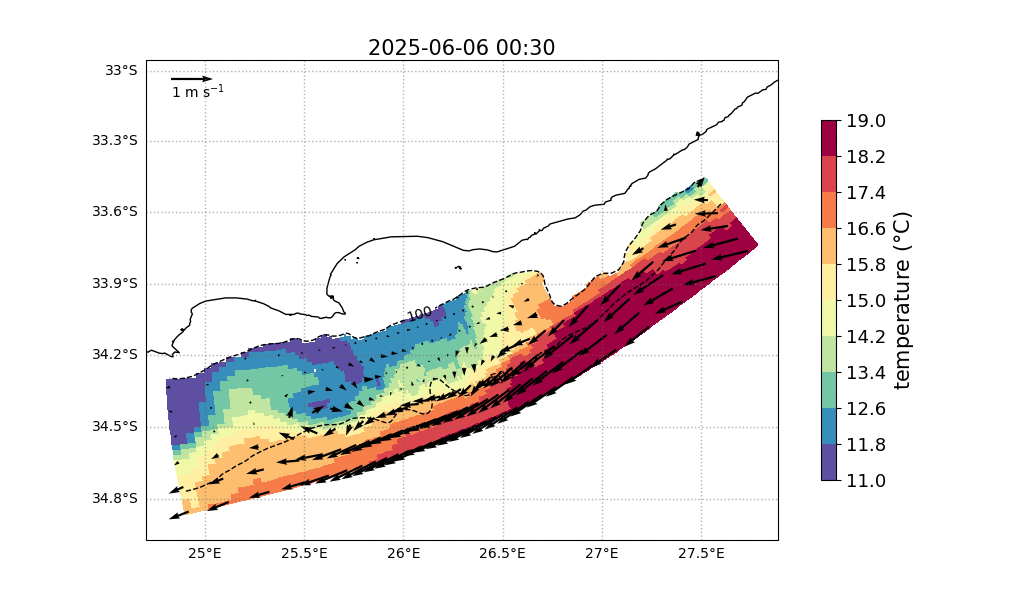 2025-06-06 00:30
1 m s⁻¹
33°S
33.3°S
33.6°S
33.9°S
34.2°S
34.5°S
34.8°S
25°E
25.5°E
26°E
26.5°E
27°E
27.5°E
100
19.0
18.2
17.4
16.6
15.8
15.0
14.2
13.4
12.6
11.8
11.0
temperature (°C)